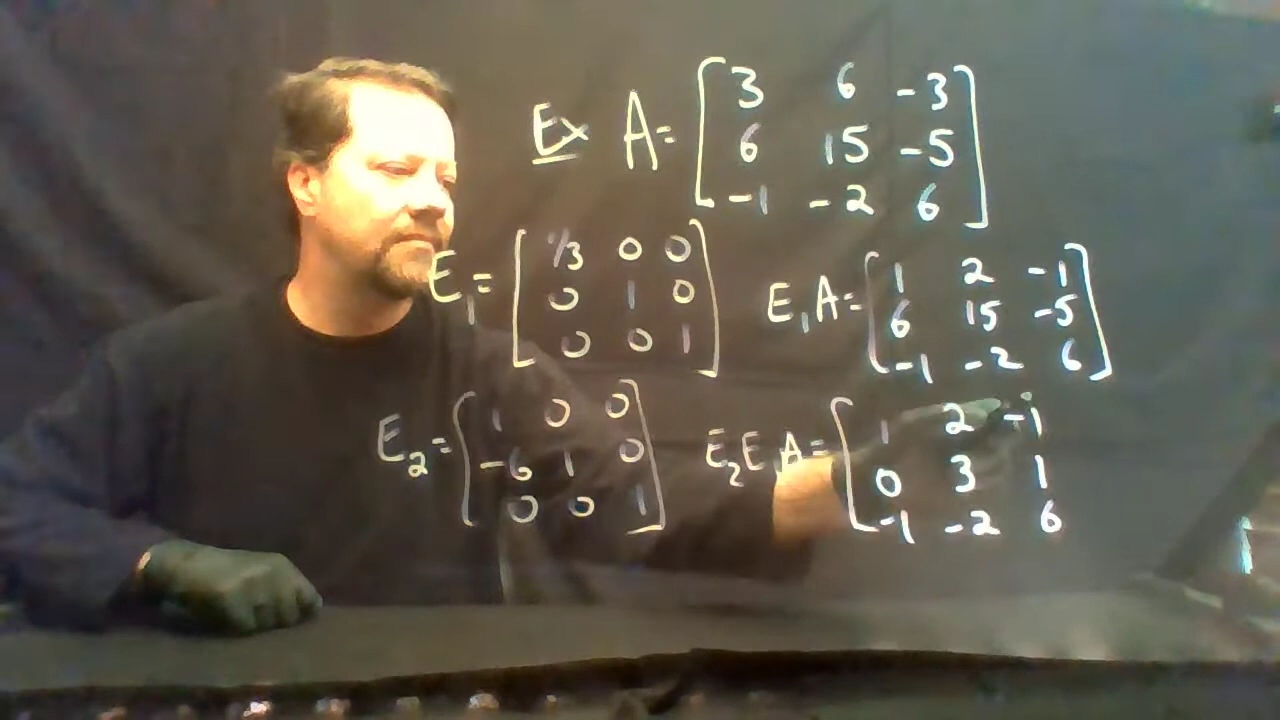 Ex A = [3 6 -3
6 15 -5
-1 -2 6]
E₁ = [1/3 0 0
0 1 0
0 0 1]
E₁A = [1 2 -1
6 15 -5
-1 -2 6]
E₂ = [1 0 0
-6 1 0
0 0 1]
E₂E₁A = [1 2 -1
0 3 1
-1 -2 6]